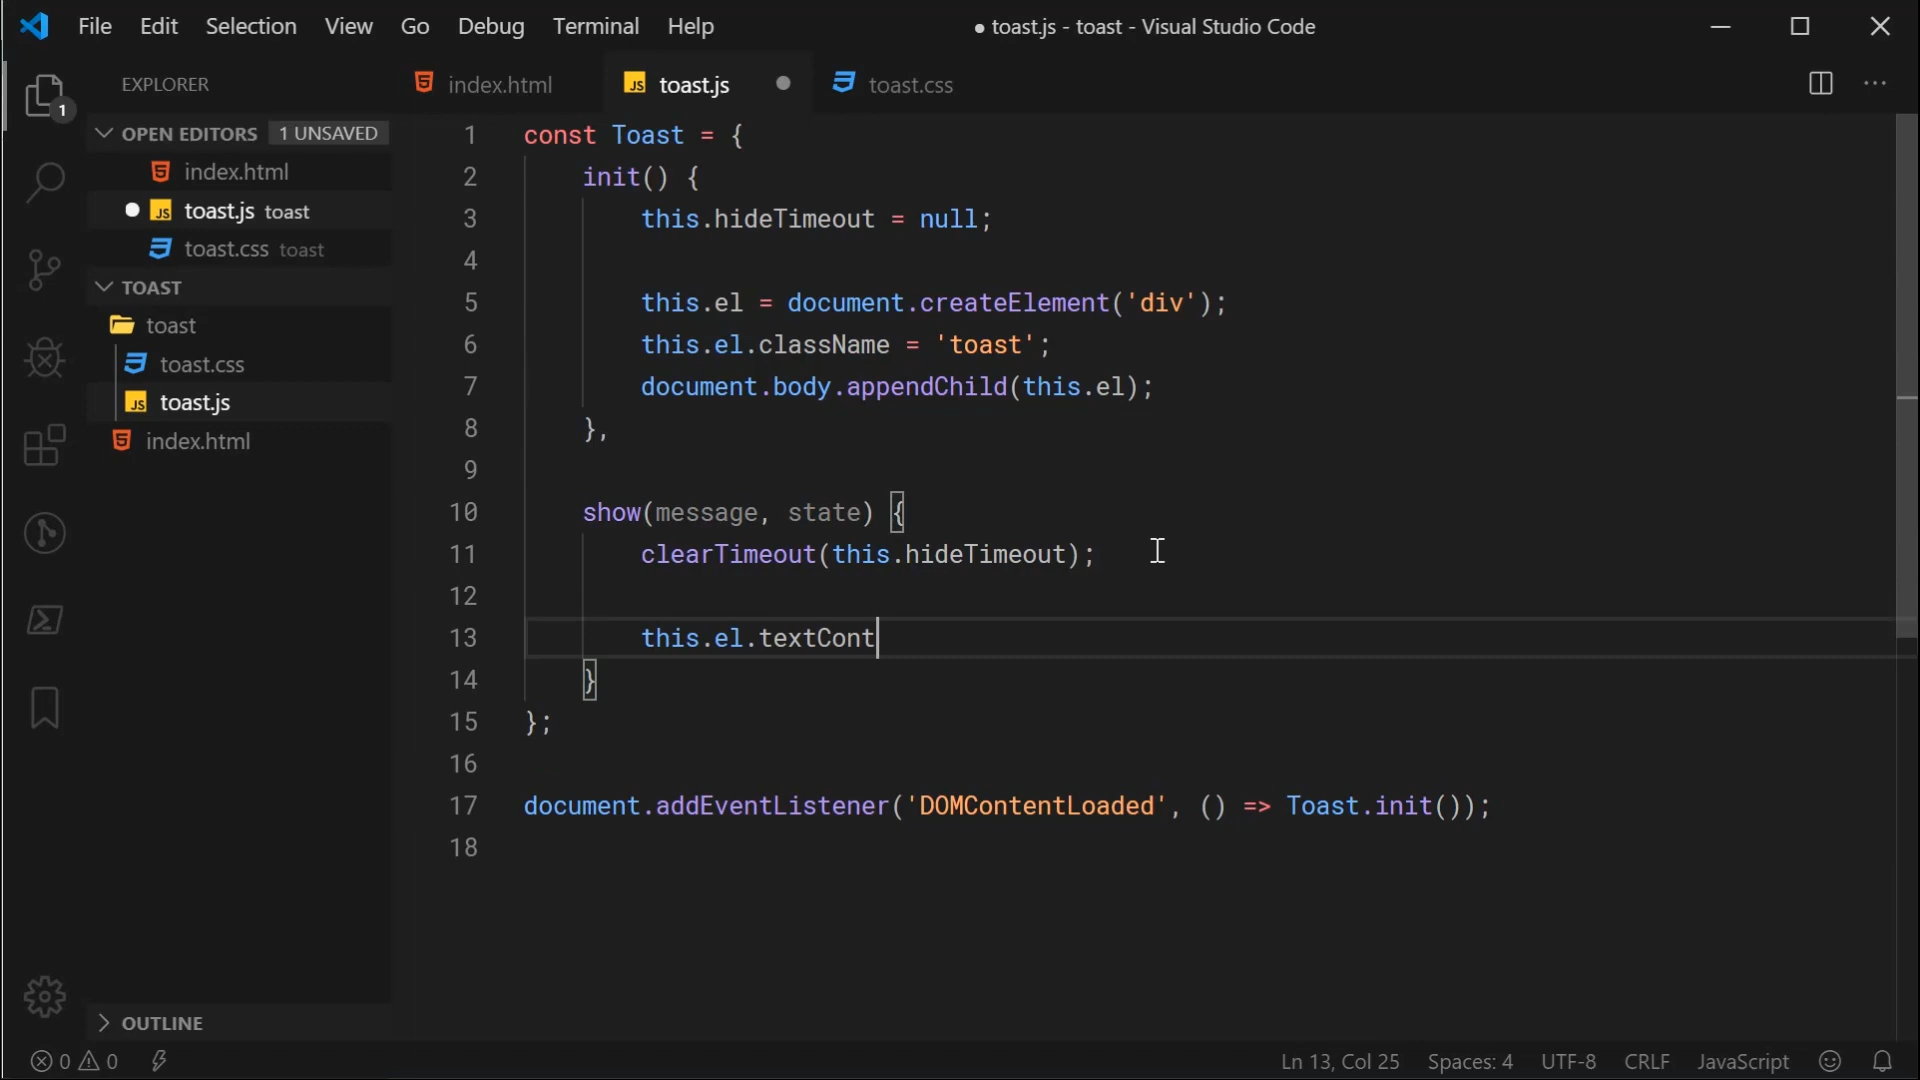 File Edit Selection View Go Debug Terminal Help ● toast.js - toast - Visual Studio Code
EXPLORER
index.html toast.js toast.css
1
OPEN EDITORS 1 UNSAVED
index.html
JS toast.js toast
toast.css toast
TOAST
toast
toast.css
JS toast.js
index.html
OUTLINE
1 const Toast = {
2 init() {
3 this.hideTimeout = null;
4
5 this.el = document.createElement('div');
6 this.el.className = 'toast';
7 document.body.appendChild(this.el);
8 },
9
10 show(message, state) {
11 clearTimeout(this.hideTimeout);
12
13 this.el.textCont
14 }
15 };
16
17 document.addEventListener('DOMContentLoaded', () => Toast.init());
18
0 0 Ln 13, Col 25 Spaces: 4 UTF-8 CRLF JavaScript